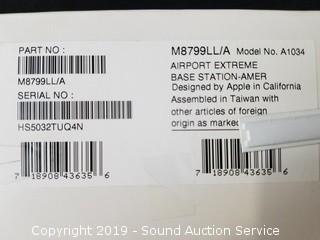 PART NO :
M8799LL/A
SERIAL NO :
HS5032TUQ4N
7 18908 43635 6
M8799LL/A Model No. A1034
AIRPORT EXTREME
BASE STATION-AMER
Designed by Apple in California
Assembled in Taiwan with
other articles of foreign
origin as marked
7 18908 43635 6
Copyright 2019 - Sound Auction Service